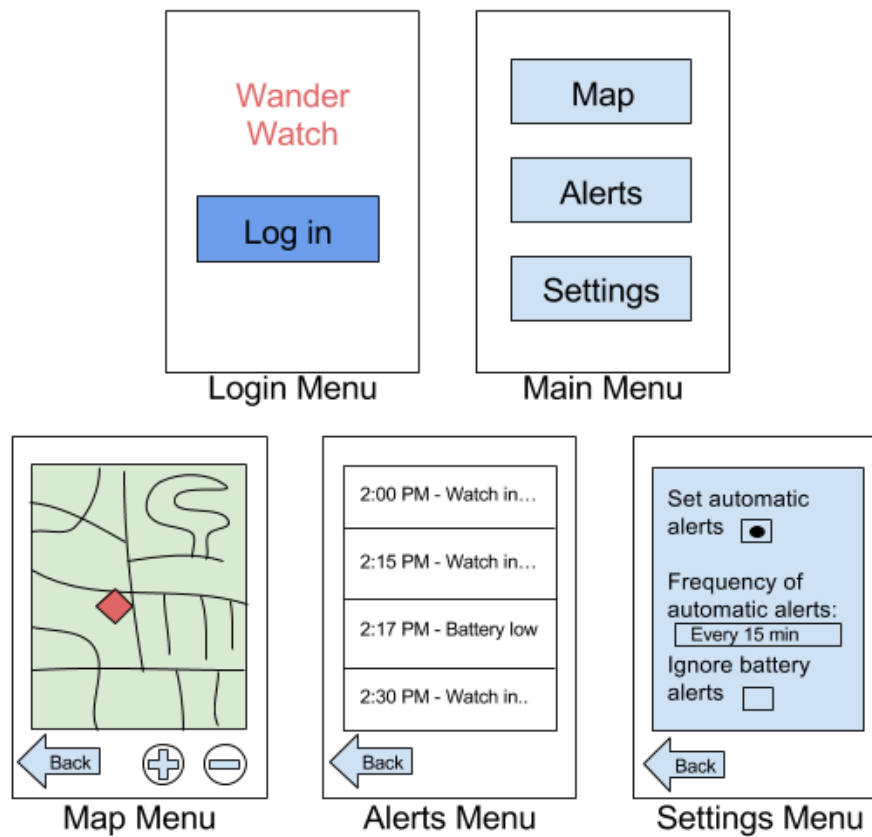 Wander
Watch
Log in
Login Menu
Map
Alerts
Settings
Main Menu
Back
Map Menu
2:00 PM - Watch in...
2:15 PM - Watch in...
2:17 PM - Battery low
2:30 PM - Watch in..
Back
Alerts Menu
Set automatic
alerts
Frequency of
automatic alerts:
Every 15 min
Ignore battery
alerts
Back
Settings Menu